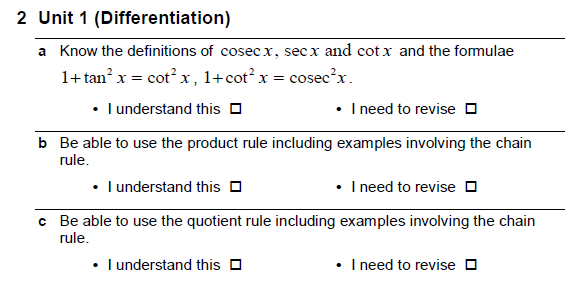 2 Unit 1 (Differentiation)
a Know the definitions of cosec x, sec x and cot x and the formulae
1+tan² x = cot² x, 1+cot² x = cosec²x.
• I understand this □ • I need to revise □
b Be able to use the product rule including examples involving the chain
rule.
• I understand this □ • I need to revise □
c Be able to use the quotient rule including examples involving the chain
rule.
• I understand this □ • I need to revise □